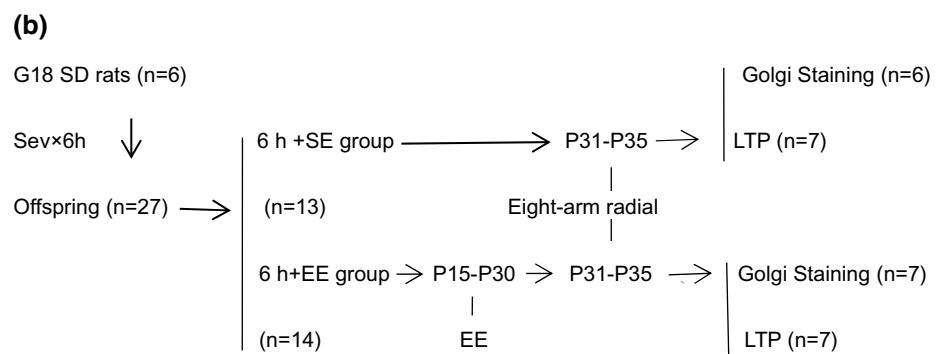 (b)
G18 SD rats (n=6)
Golgi Staining (n=6)
Sev×6h
6 h +SE group
P31-P35
LTP (n=7)
Offspring (n=27)
(n=13)
Eight-arm radial
6 h+EE group
P15-P30
P31-P35
Golgi Staining (n=7)
(n=14)
EE
LTP (n=7)